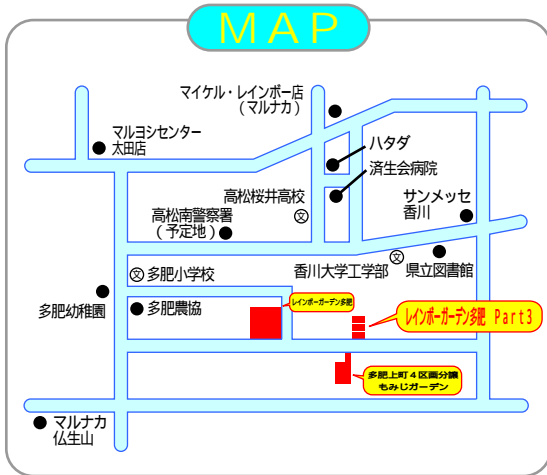 MAP
マイケル・レインボー店
(マルナカ)
マルヨシセンター
太田店
ハタダ
済生会病院
高松桜井高校
文
サンメッセ
香川
高松南警察署
(予定地)
文 多肥小学校
香川大学工学部 文
県立図書館
多肥幼稚園
多肥農協
レインボーガーデン多肥
レインボーガーデン多肥 Part3
多肥上町4区画分譲
もみじガーデン
マルナカ
仏生山